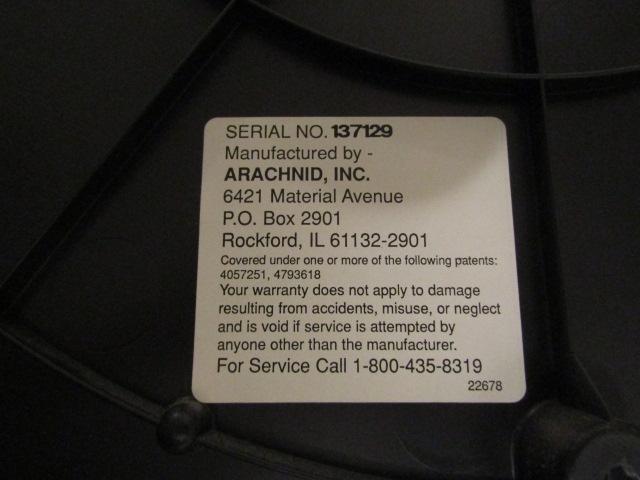 SERIAL NO. 137129
Manufactured by -
ARACHNID, INC.
6421 Material Avenue
P.O. Box 2901
Rockford, IL 61132-2901
Covered under one or more of the following patents:
4057251, 4793618
Your warranty does not apply to damage
resulting from accidents, misuse, or neglect
and is void if service is attempted by
anyone other than the manufacturer.
For Service Call 1-800-435-8319
22678